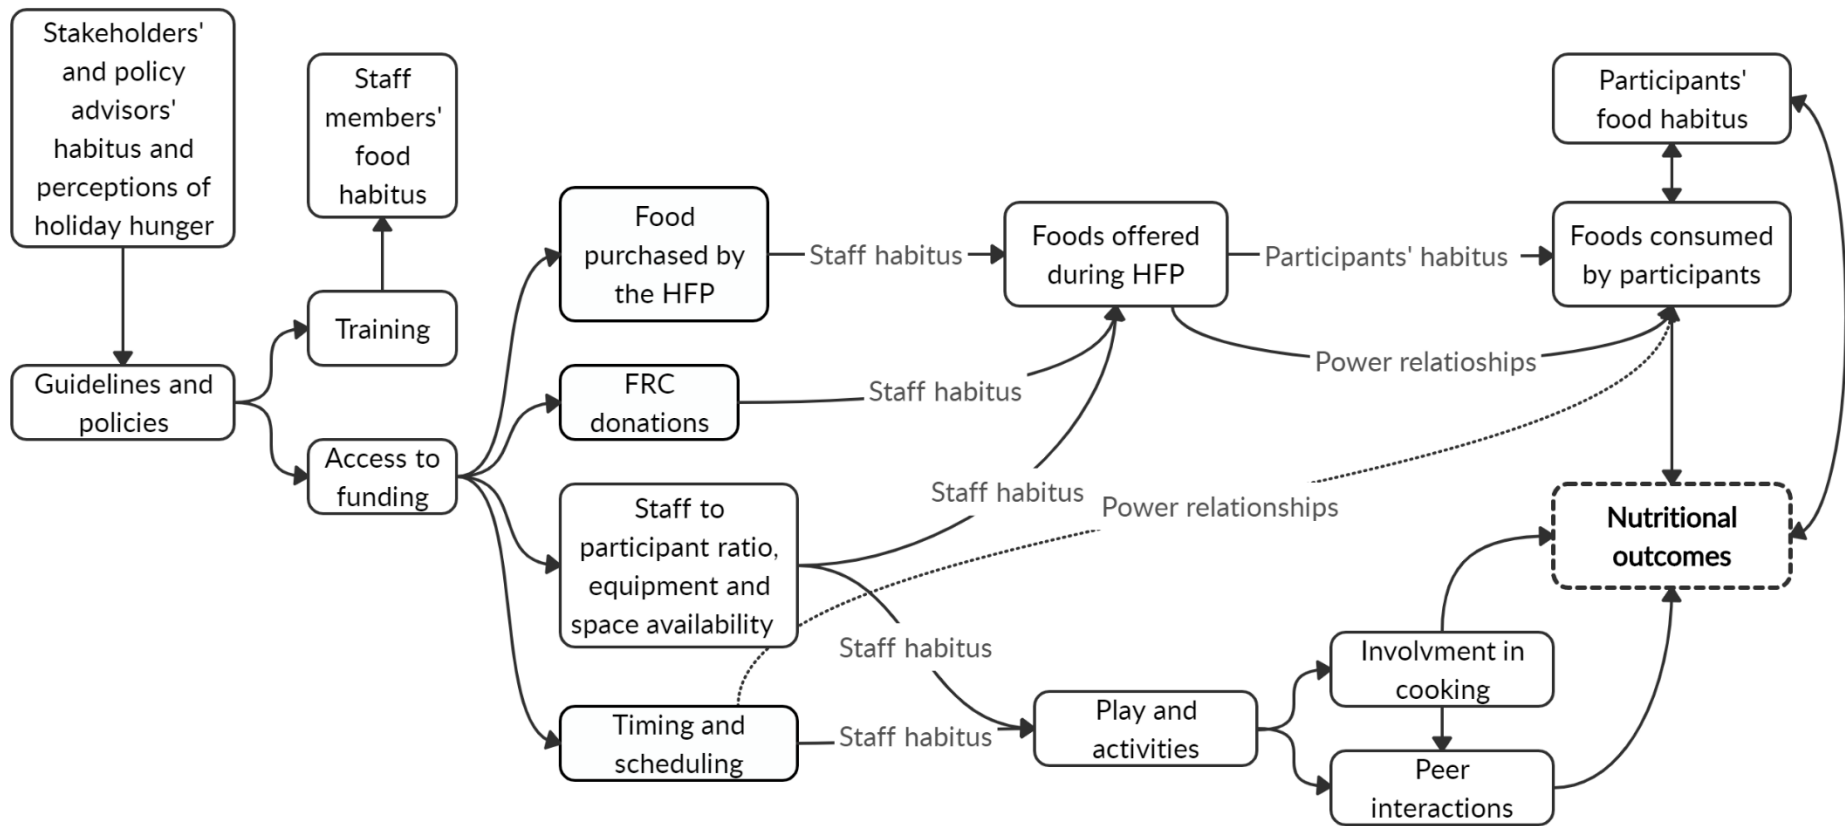 Stakeholders'
and policy
advisors'
habitus and
perceptions of
holiday hunger
Staff
members'
food
habitus
Training
Guidelines and
policies
Access to
funding
Food
purchased by
the HFP
FRC
donations
Staff to
participant ratio,
equipment and
space availability
Timing and
scheduling
Staff habitus
Staff habitus
Staff habitus
Staff habitus
Staff habitus
Foods offered
during HFP
Participants' habitus
Power relatioships
Power relationships
Participants'
food habitus
Foods consumed
by participants
Nutritional
outcomes
Play and
activities
Involvment in
cooking
Peer
interactions